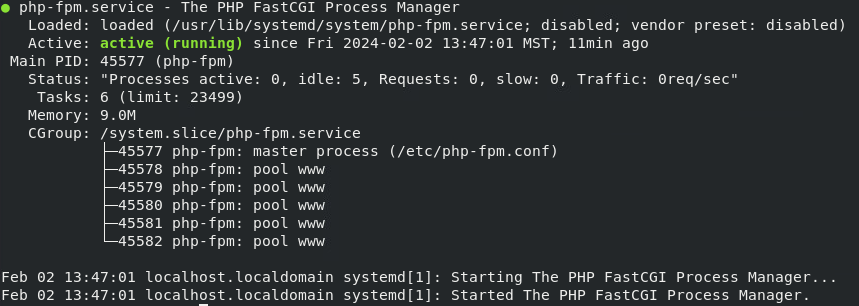 ● php-fpm.service - The PHP FastCGI Process Manager
   Loaded: loaded (/usr/lib/systemd/system/php-fpm.service; disabled; vendor preset: disabled)
   Active: active (running) since Fri 2024-02-02 13:47:01 MST; 11min ago
 Main PID: 45577 (php-fpm)
   Status: "Processes active: 0, idle: 5, Requests: 0, slow: 0, Traffic: 0req/sec"
    Tasks: 6 (limit: 23499)
   Memory: 9.0M
   CGroup: /system.slice/php-fpm.service
           ├─45577 php-fpm: master process (/etc/php-fpm.conf)
           ├─45578 php-fpm: pool www
           ├─45579 php-fpm: pool www
           ├─45580 php-fpm: pool www
           ├─45581 php-fpm: pool www
           └─45582 php-fpm: pool www

Feb 02 13:47:01 localhost.localdomain systemd[1]: Starting The PHP FastCGI Process Manager...
Feb 02 13:47:01 localhost.localdomain systemd[1]: Started The PHP FastCGI Process Manager.